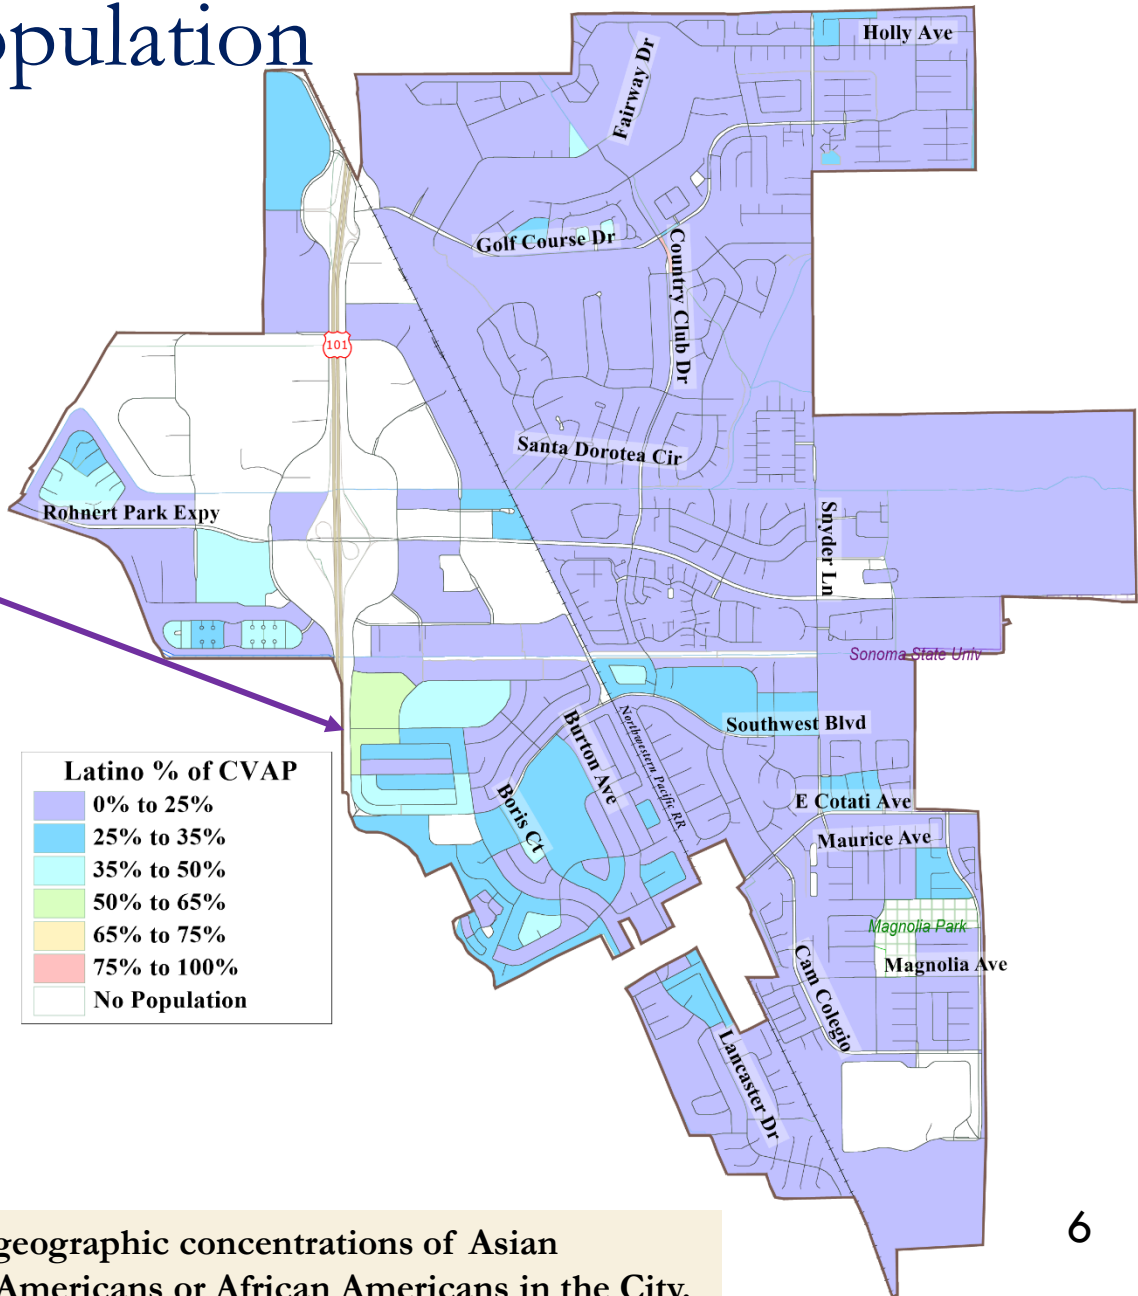 opulation
Holly Ave
Fairway Dr
Golf Course Dr
Country Club Dr
101
Santa Dorotea Cir
Rohnert Park Expy
Snyder Ln
Sonoma State Univ
Southwest Blvd
Burton Ave
Northwestern Pacific RR
Boris Ct
E Cotati Ave
Maurice Ave
Magnolia Park
Magnolia Ave
Cam Colegio
Lancaster Dr
Latino % of CVAP
0% to 25%
25% to 35%
35% to 50%
50% to 65%
65% to 75%
75% to 100%
No Population
geographic concentrations of Asian
Americans or African Americans in the City.
6